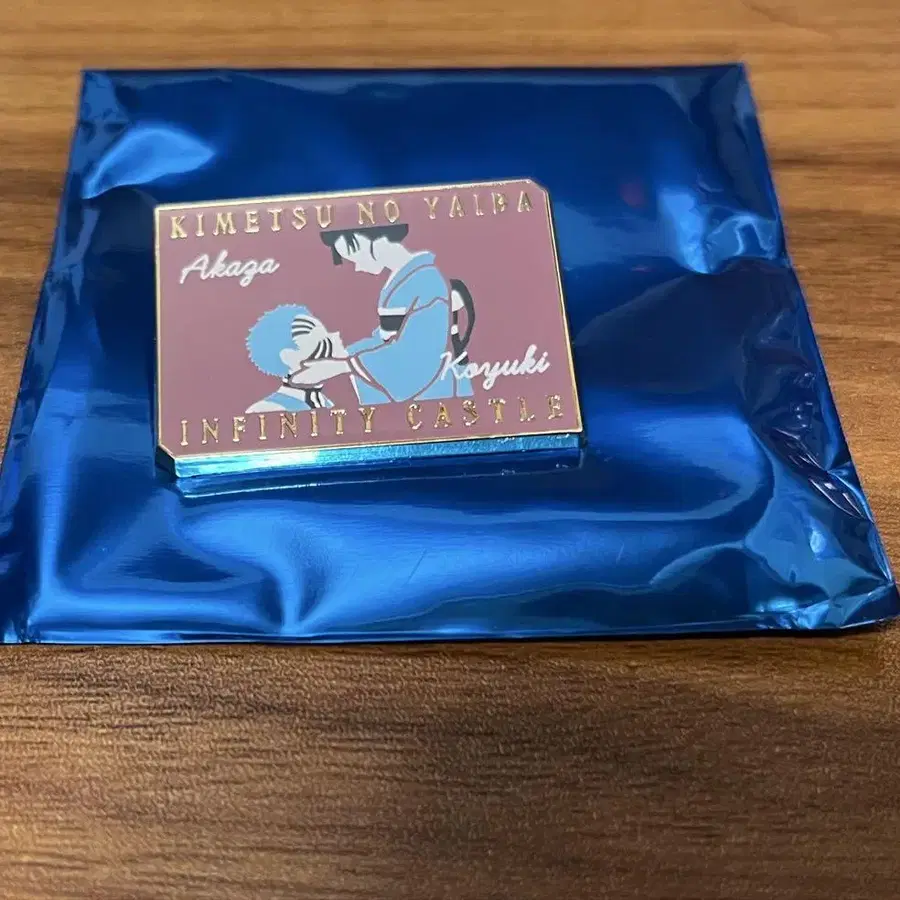 KIMETSU NO YAIBA
Akaza
Koyuki
INFINITY CASTLE